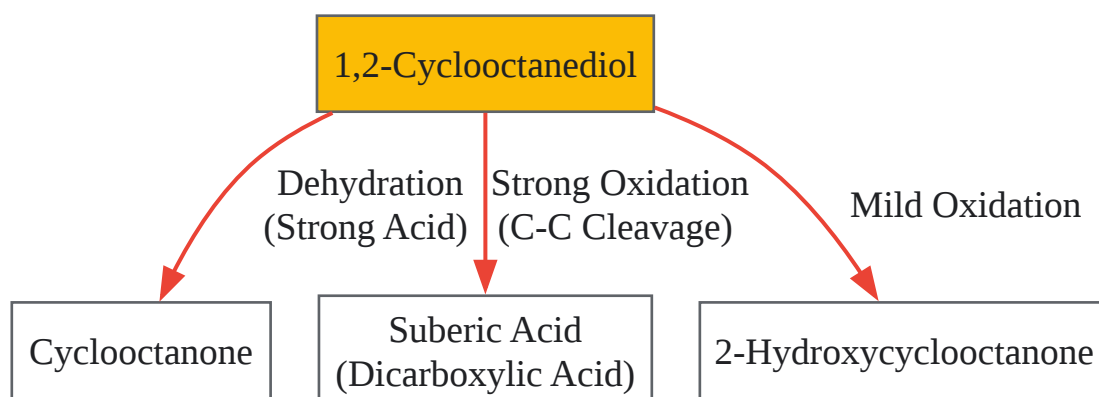 1,2-Cyclooctanediol
Dehydration
(Strong Acid)
Strong Oxidation
(C-C Cleavage)
Mild Oxidation
Cyclooctanone
Suberic Acid
(Dicarboxylic Acid)
2-Hydroxycyclooctanone